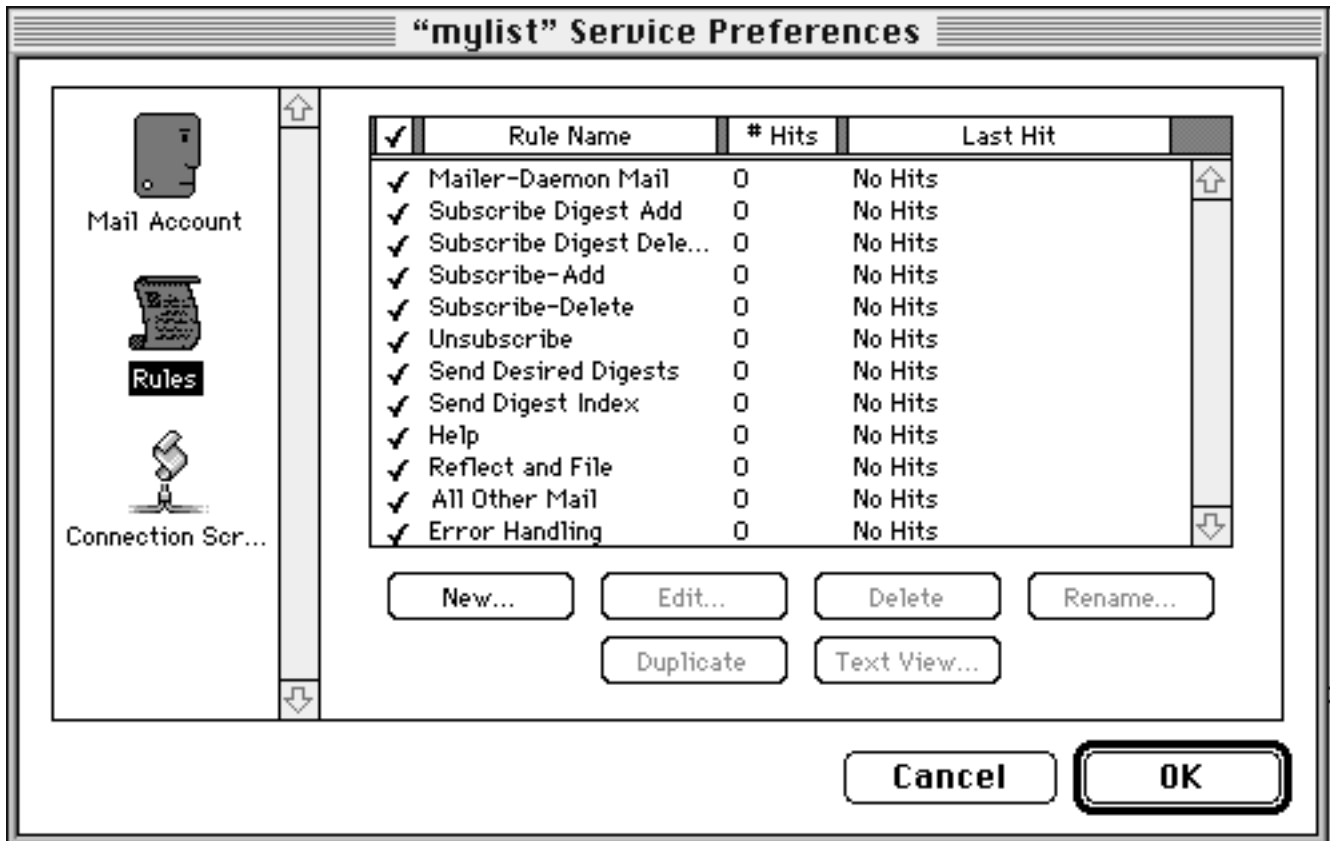 “mylist” Service Preferences
Mail Account
Rules
Connection Scr...
✓ Rule Name # Hits Last Hit
✓ Mailer-Daemon Mail 0 No Hits
✓ Subscribe Digest Add 0 No Hits
✓ Subscribe Digest Dele... 0 No Hits
✓ Subscribe-Add 0 No Hits
✓ Subscribe-Delete 0 No Hits
✓ Unsubscribe 0 No Hits
✓ Send Desired Digests 0 No Hits
✓ Send Digest Index 0 No Hits
✓ Help 0 No Hits
✓ Reflect and File 0 No Hits
✓ All Other Mail 0 No Hits
✓ Error Handling 0 No Hits
New... Edit... Delete Rename...
Duplicate Text View...
Cancel OK